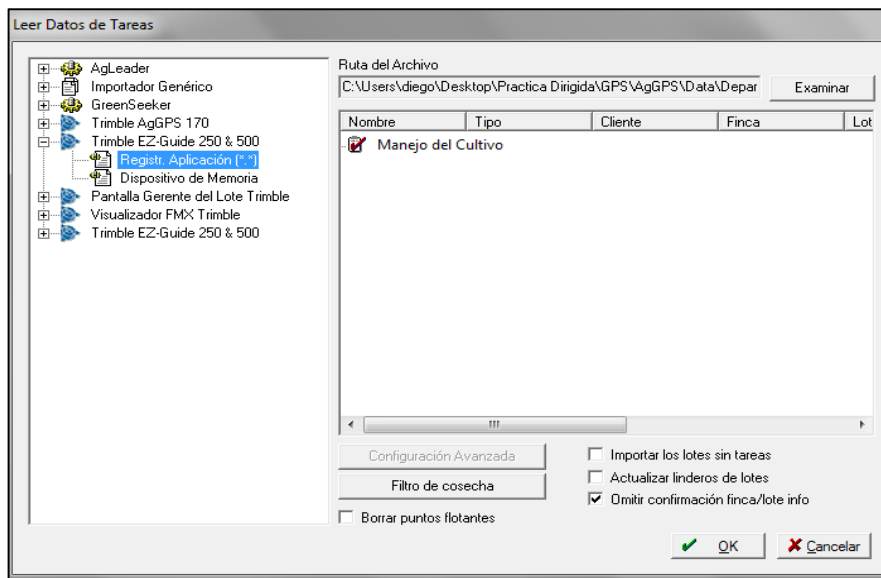 Leer Datos de Tareas
AgLeader
Importador Genérico
GreenSeeker
Trimble AgGPS 170
Trimble EZ-Guide 250 & 500
Registr. Aplicación (*.*)
Dispositivo de Memoria
Pantalla Gerente del Lote Trimble
Visualizador FMX Trimble
Trimble EZ-Guide 250 & 500
Ruta del Archivo
C:\Users\diego\Desktop\Practica Dirigida\GPS\AgGPS\Data\Depar
Examinar
Nombre Tipo Cliente Finca Lot
Manejo del Cultivo
Configuración Avanzada
Filtro de cosecha
Borrar puntos flotantes
Importar los lotes sin tareas
Actualizar linderos de lotes
Omitir confirmación finca/lote info
OK
Cancelar